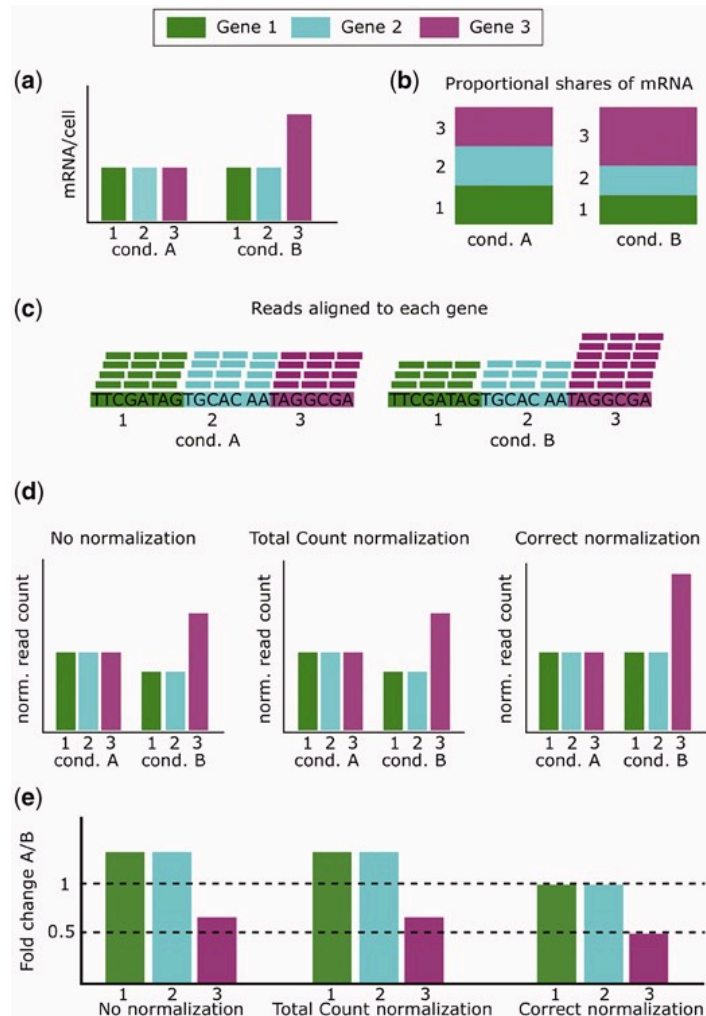 Gene 1 Gene 2 Gene 3
(a)
mRNA/cell
1 2 3 1 2 3
cond. A cond. B
(b)
Proportional shares of mRNA
3 3
2 2
1 1
cond. A cond. B
(c)
Reads aligned to each gene
TTCGATAGTGCACAATAGGCGA TTCGATAGTGCACAATAGGCGA
1 2 3 1 2 3
cond. A cond. B
(d)
No normalization Total Count normalization Correct normalization
norm. read count norm. read count norm. read count
1 2 3 1 2 3 1 2 3 1 2 3 1 2 3 1 2 3
cond. A cond. B cond. A cond. B cond. A cond. B
(e)
Fold change A/B
1
0.5
1 2 3 1 2 3 1 2 3
No normalization Total Count normalization Correct normalization